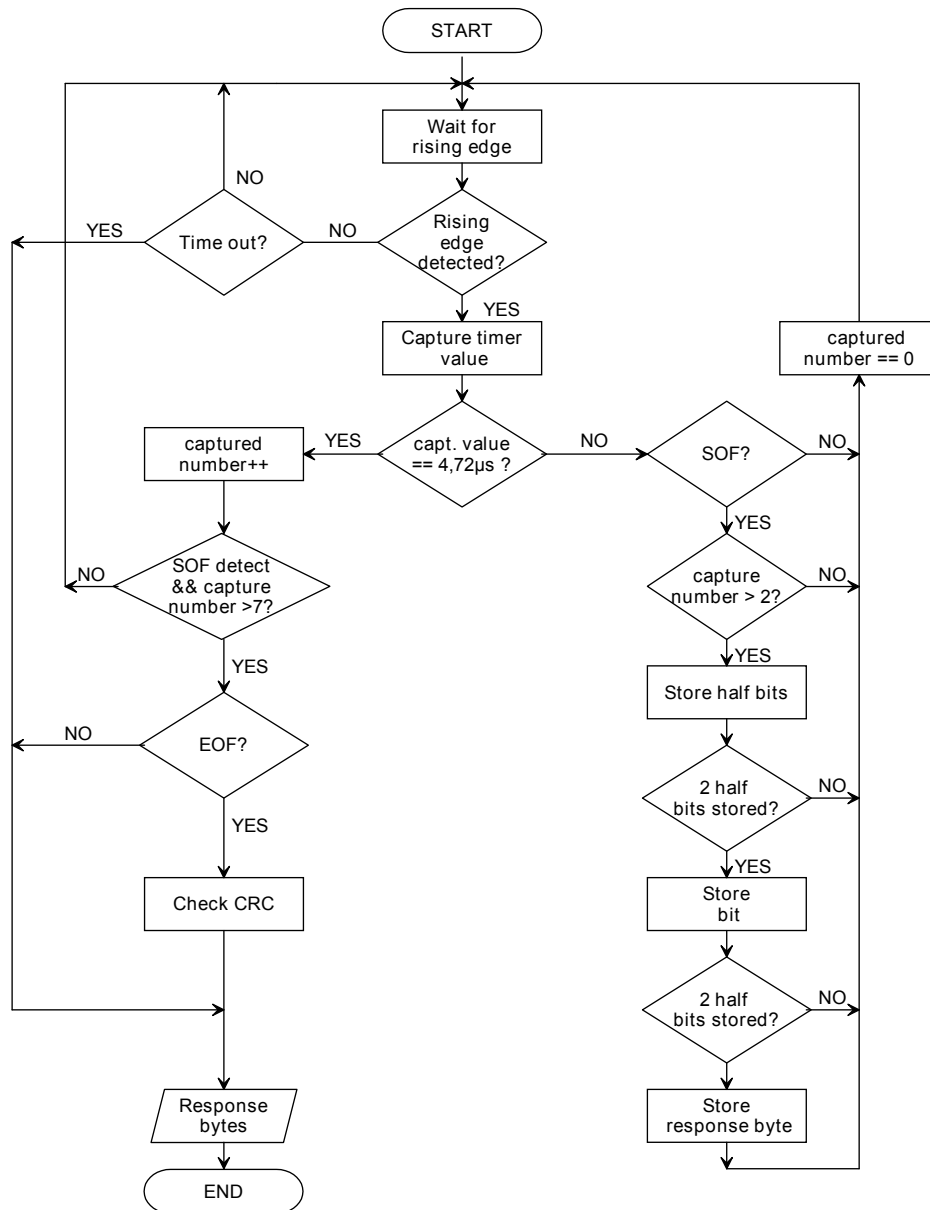 START
Wait for
rising edge
NO
YES
Time out?
NO
Rising
edge
detected?
YES
Capture timer
value
captured
number == 0
captured
number++
YES
capt. value
== 4,72µs ?
NO
SOF?
NO
YES
NO
SOF detect
&& capture
number >7?
capture
number > 2?
NO
YES
YES
Store half bits
NO
EOF?
2 half
bits stored?
NO
YES
YES
Check CRC
Store
bit
2 half
bits stored?
NO
Response
bytes
Store
response byte
END